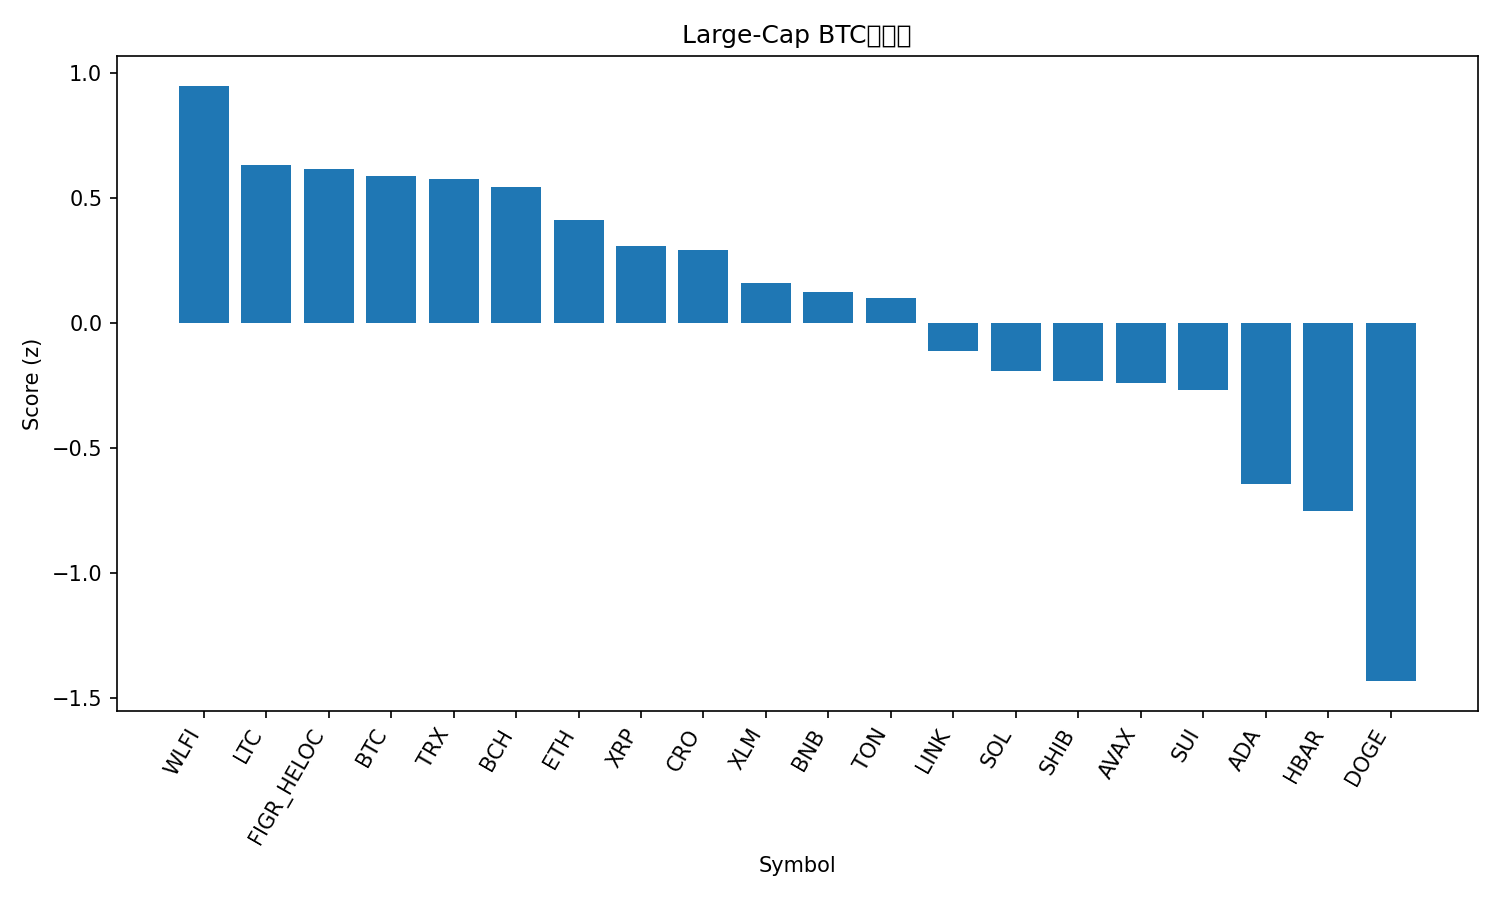 Large-Cap BTC
1.0
0.5
0.0
−0.5
−1.0
−1.5
Score (z)
WLFI
LTC
FIGR_HELOC
BTC
TRX
BCH
ETH
XRP
CRO
XLM
BNB
TON
LINK
SOL
SHIB
AVAX
SUI
ADA
HBAR
DOGE
Symbol